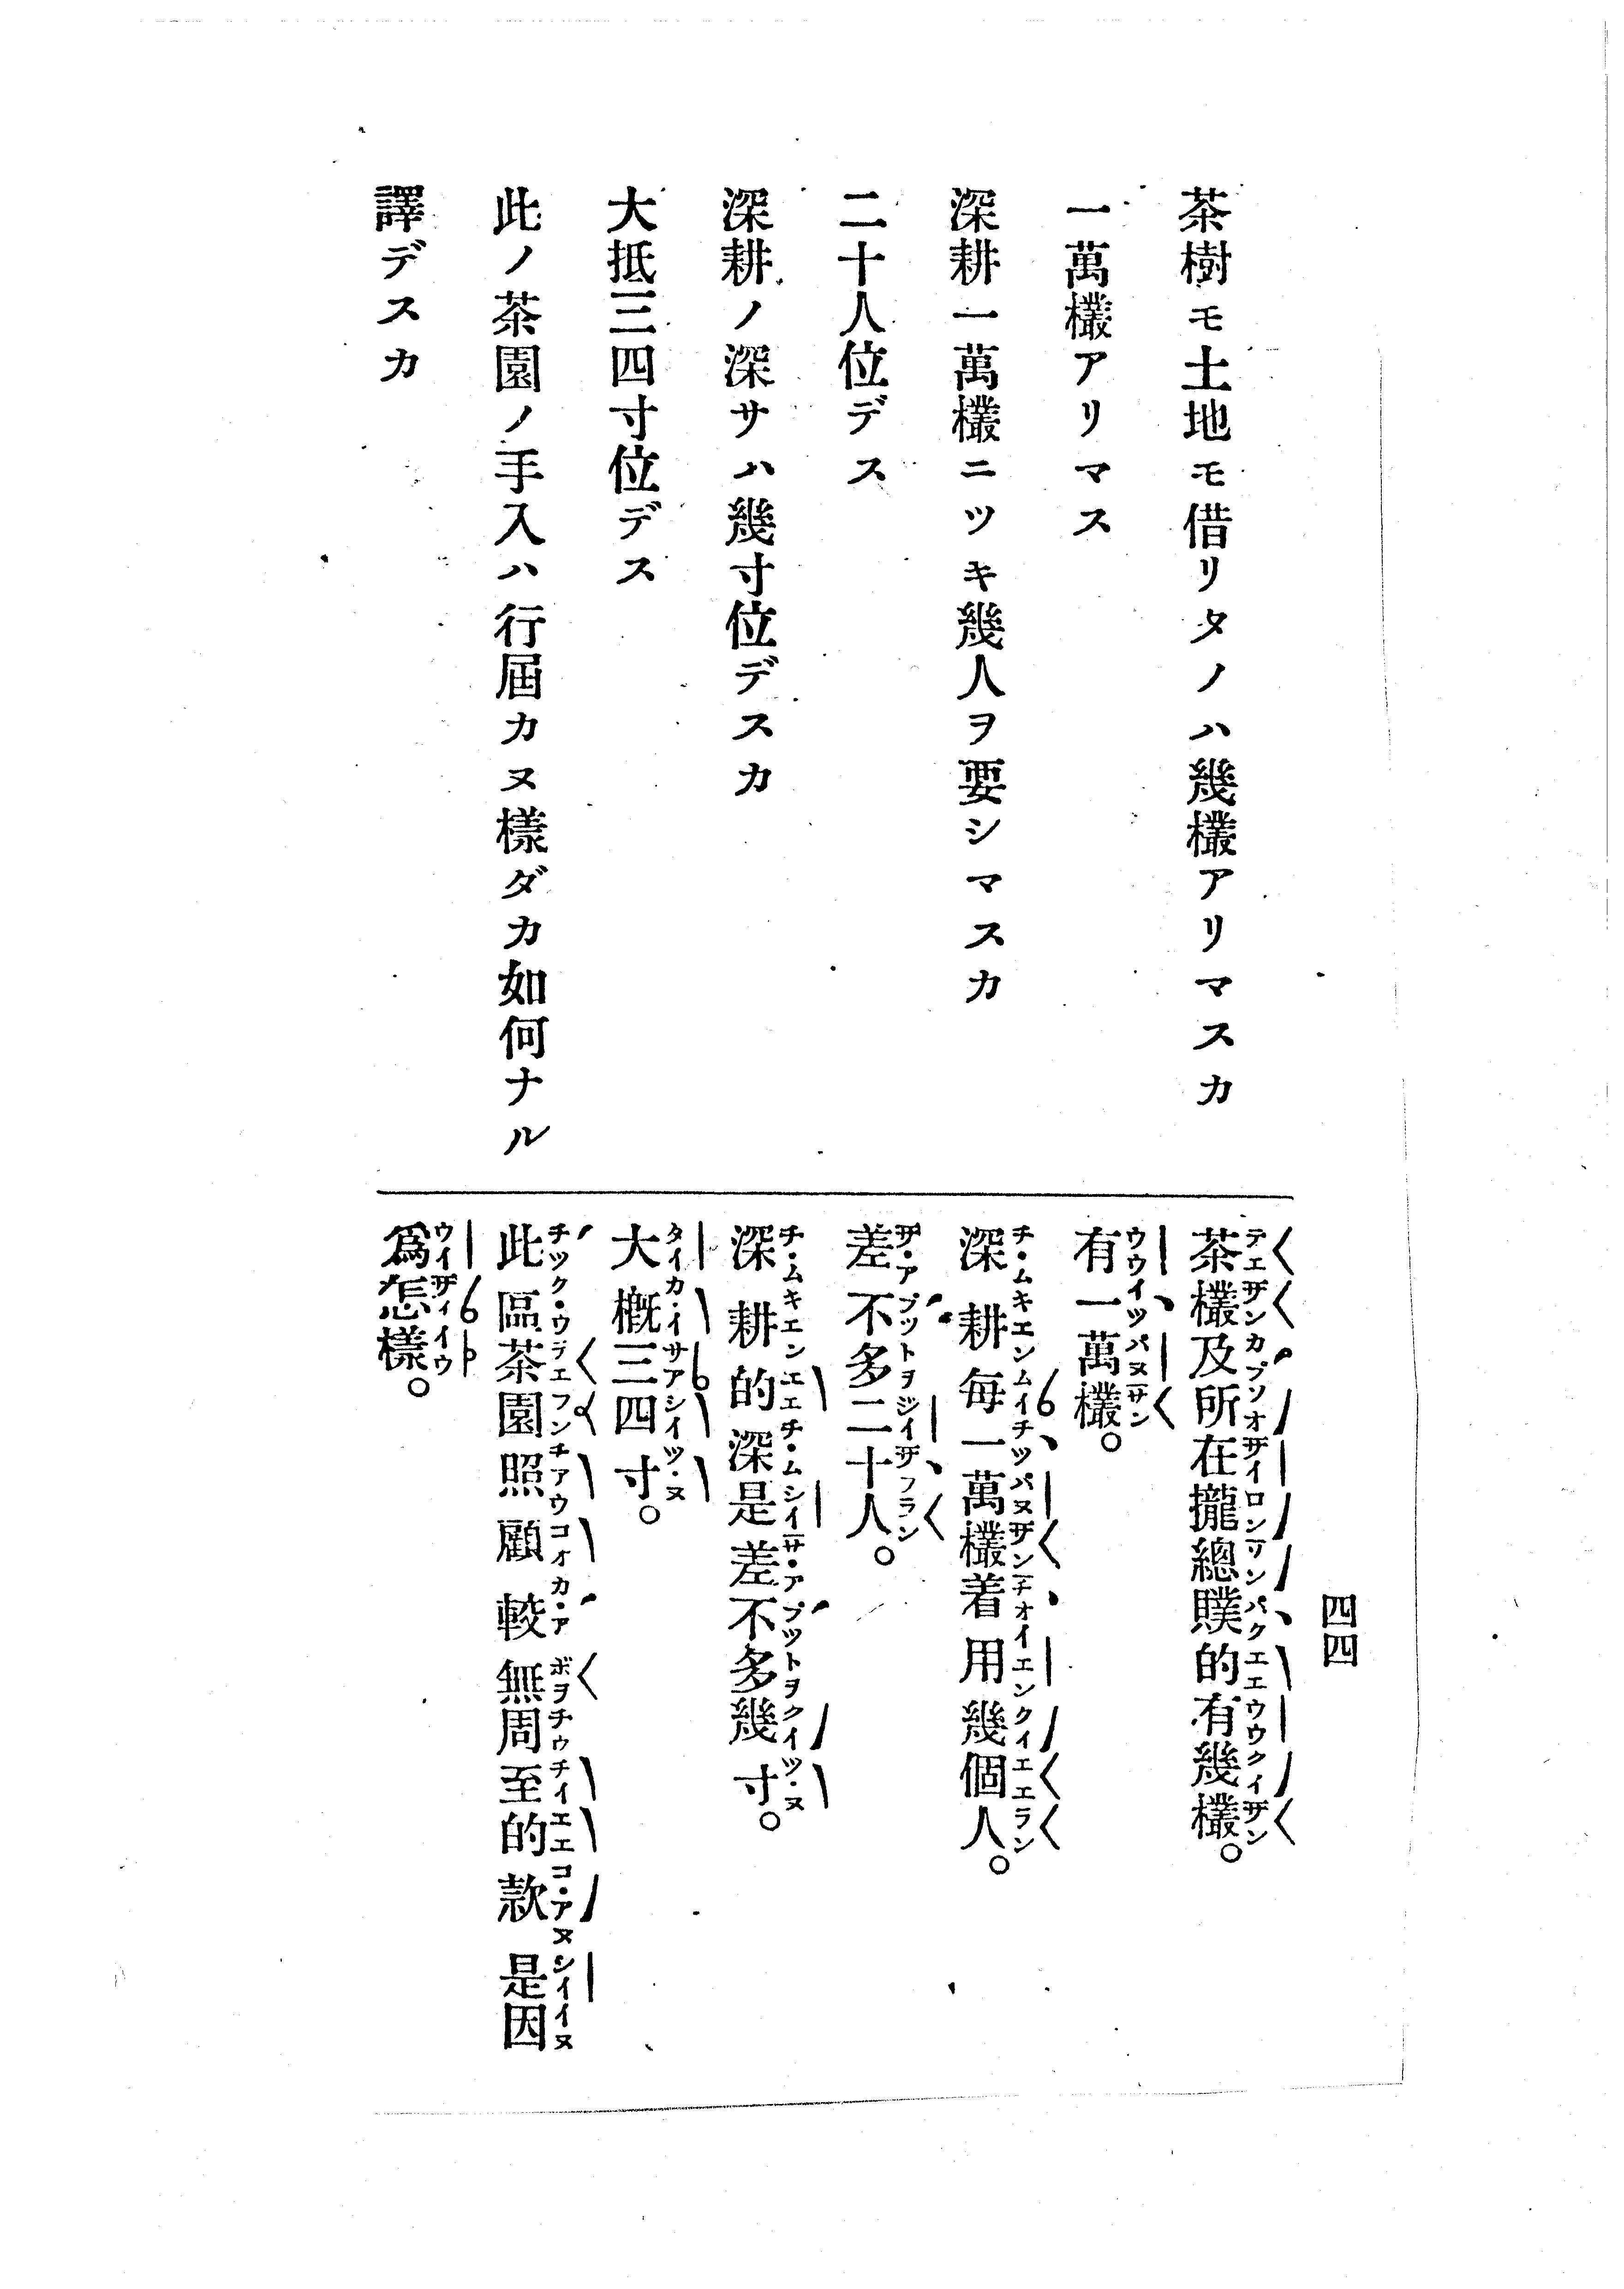 四四
茶樹モ土地モ借リタノハ幾欉アリマスカ
一萬欉アリマス
深耕一萬欉ニツキ幾人ヲ要シマスカ
二十人位デス
深耕ノ深サハ幾寸位デスカ
大抵三四寸位デス
此ノ茶園ノ手入ハ行屆カヌ樣ダカ如何ナル
譯デスカ
茶欉及所在攏總贌的有幾欉。
有一萬欉。
深耕每一萬欉着用幾個人。
差不多二十人。
深耕的深是差不多幾寸。
大概三四寸。
此區茶園照顧較無周至的款是因
爲怎樣。